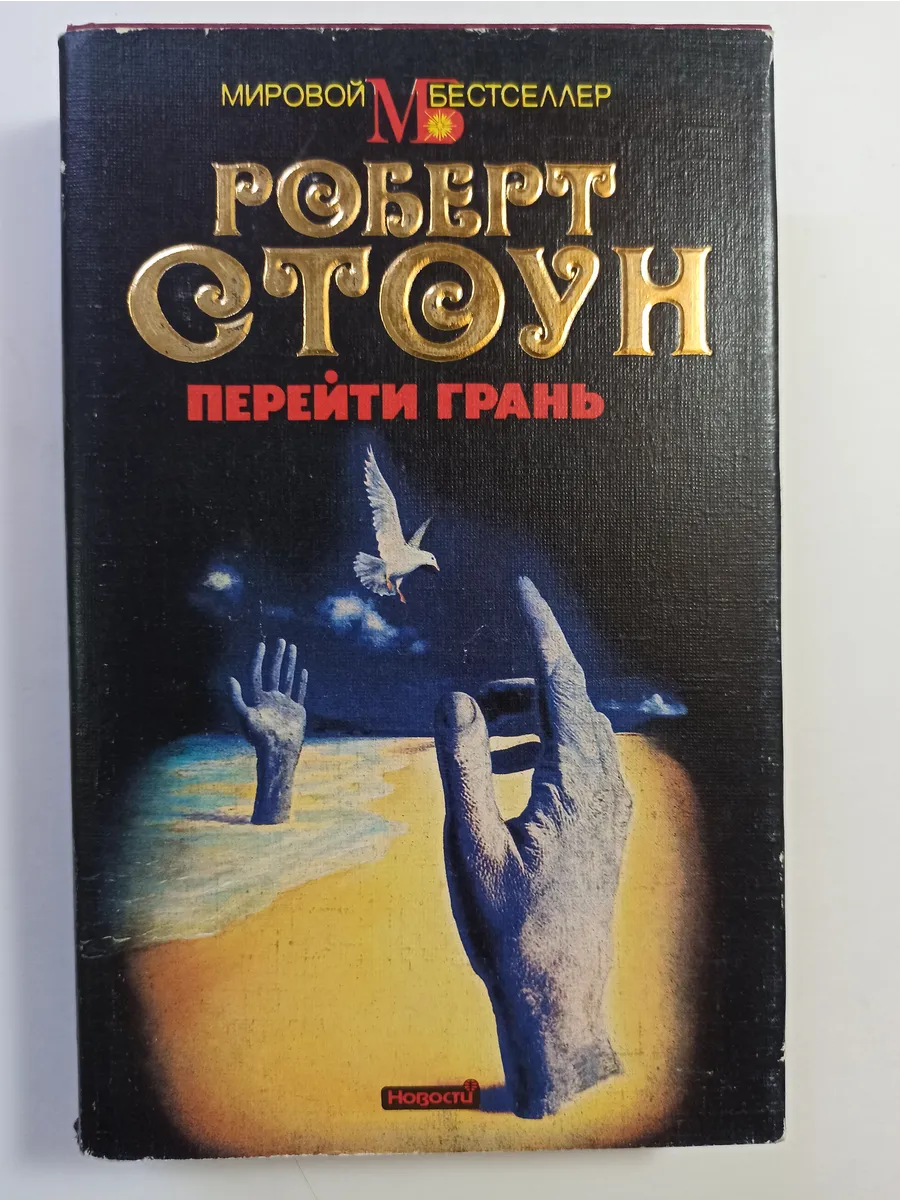 МИРОВОЙ МБ БЕСТСЕЛЛЕР
РОБЕРТ
СТОУН
ПЕРЕЙТИ ГРАНЬ
Новости